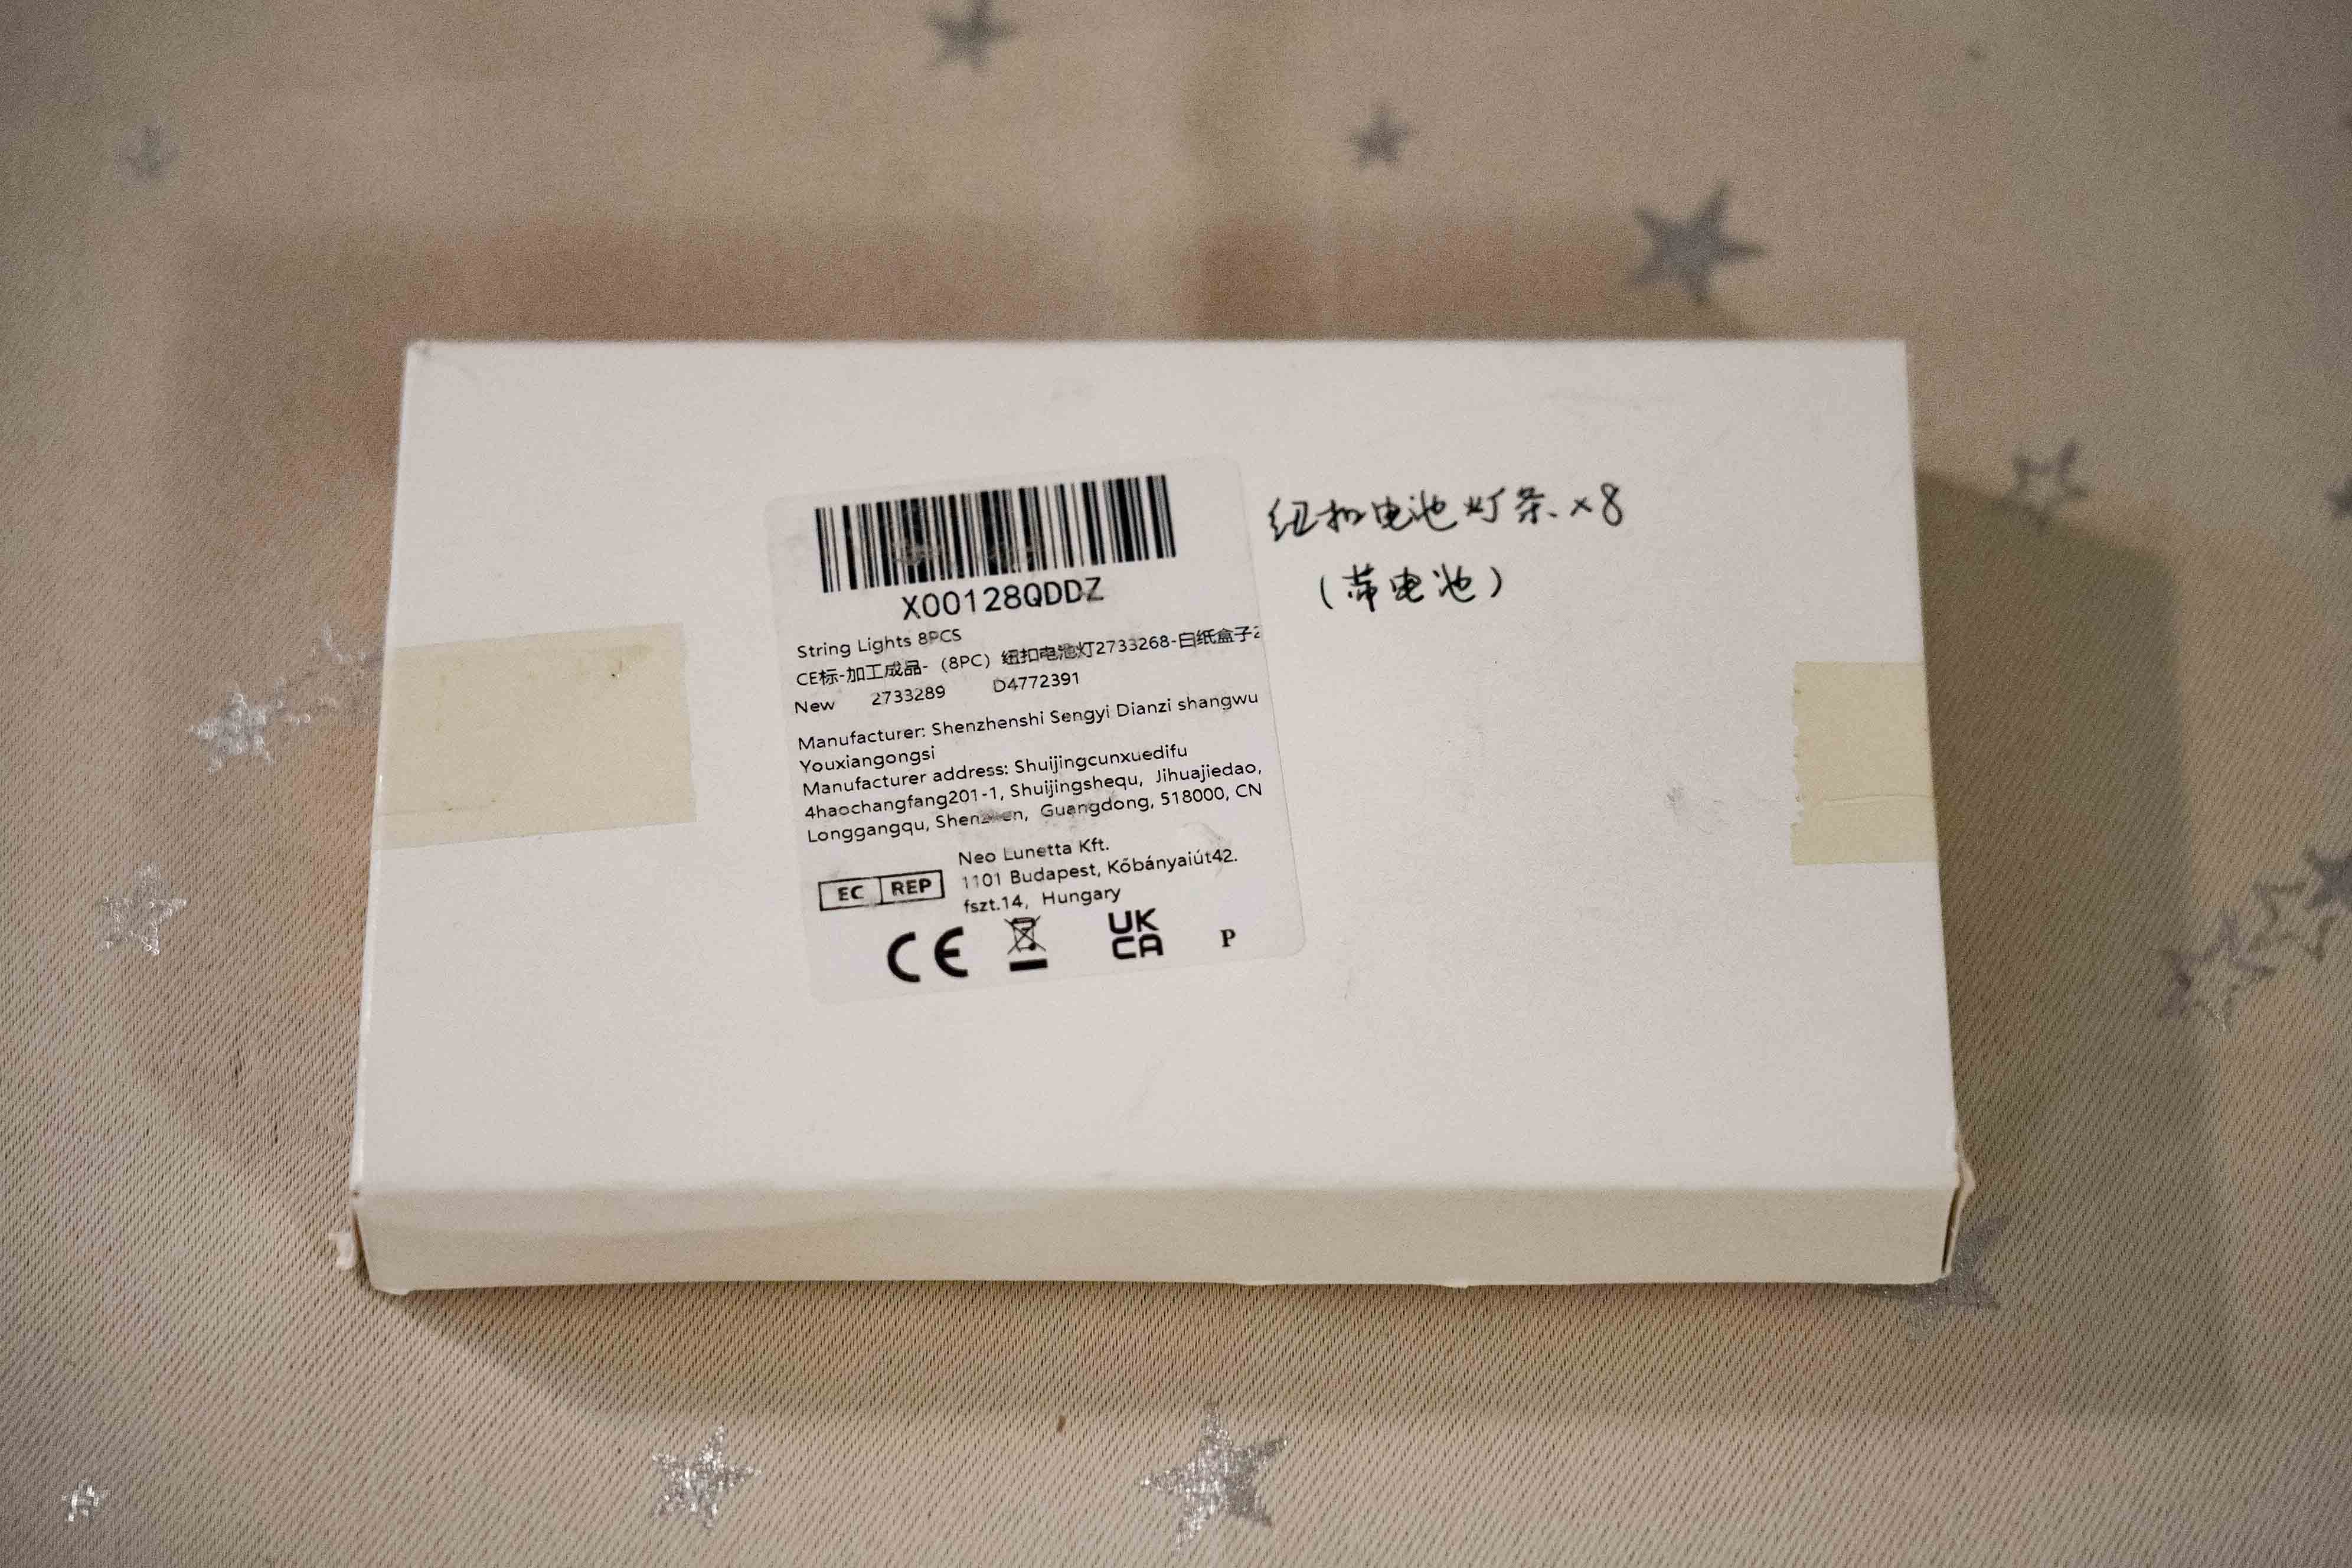 X00128QDDZ
String Lights 8PCS
CE标-加工成品-（8PC）纽扣电池灯2733268-白纸盒子2
New 2733289 D4772391
Manufacturer: Shenzhenshi Sengyi Dianzi shangwu
Youxiangongsi
Manufacturer address: Shuijingcunxuedifu
4haochangfang201-1, Shuijingshequ, Jihuajiedao,
Longgangqu, Shenzhen, Guangdong, 518000, CN
EC REP
Neo Lunetta Kft.
1101 Budapest, Kőbányaiút42.
fszt.14, Hungary
CE
UK
CA
P
纽扣电池灯条×8
（带电池）